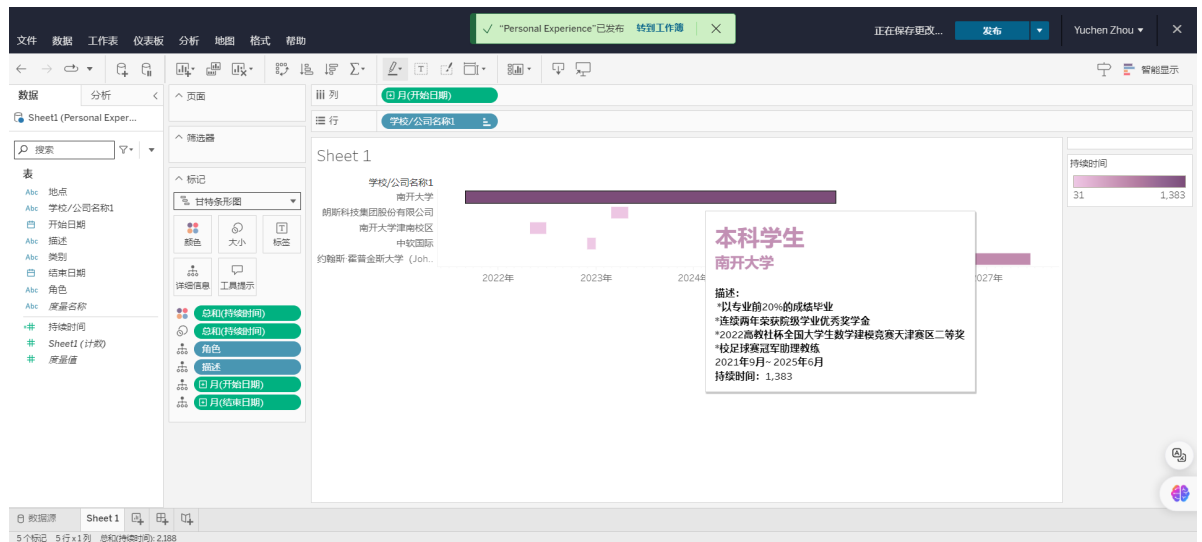 ✓ “Personal Experience”已发布 转到工作簿
正在保存更改... 发布 Yuchen Zhou
文件 数据 工作表 仪表板 分析 地图 格式 帮助
智能显示
数据 分析
Sheet1 (Personal Exper...
搜索
表
Abc 地点
Abc 学校/公司名称1
开始日期
Abc 描述
Abc 类别
结束日期
Abc 角色
Abc 度量名称
持续时间
Sheet1 (计数)
度量值
页面
筛选器
标记
甘特条形图
颜色 大小 标签
详细信息 工具提示
总和(持续时间)
总和(持续时间)
角色
描述
月(开始日期)
月(结束日期)
列 月(开始日期)
行 学校/公司名称1
Sheet 1
学校/公司名称1
南开大学
朗斯科技集团股份有限公司
南开大学津南校区
中软国际
约翰斯·霍普金斯大学（Joh..
2022年 2023年 2024年 2027年
本科学生
南开大学
描述：
*以专业前20%的成绩毕业
*连续两年荣获院级学业优秀奖学金
*2022高教社杯全国大学生数学建模竞赛天津赛区二等奖
*校足球赛冠军助理教练
2021年9月~ 2025年6月
持续时间：1,383
持续时间
31 1,383
数据源 Sheet 1
5个标记 5行x1列 总和(持续时间): 2,188